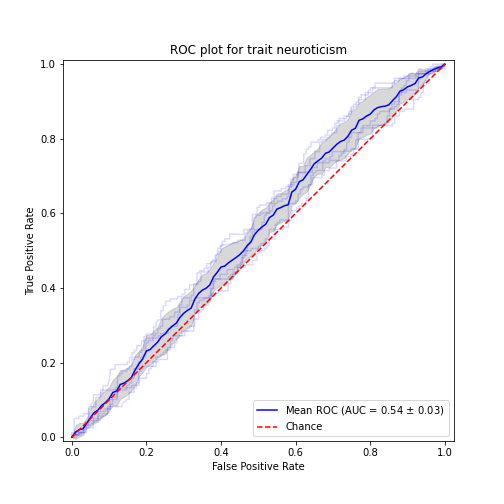 ROC plot for trait neuroticism
1.0
0.8
0.6
0.4
0.2
0.0
True Positive Rate
0.0 0.2 0.4 0.6 0.8 1.0
False Positive Rate
Mean ROC (AUC = 0.54 ± 0.03)
Chance